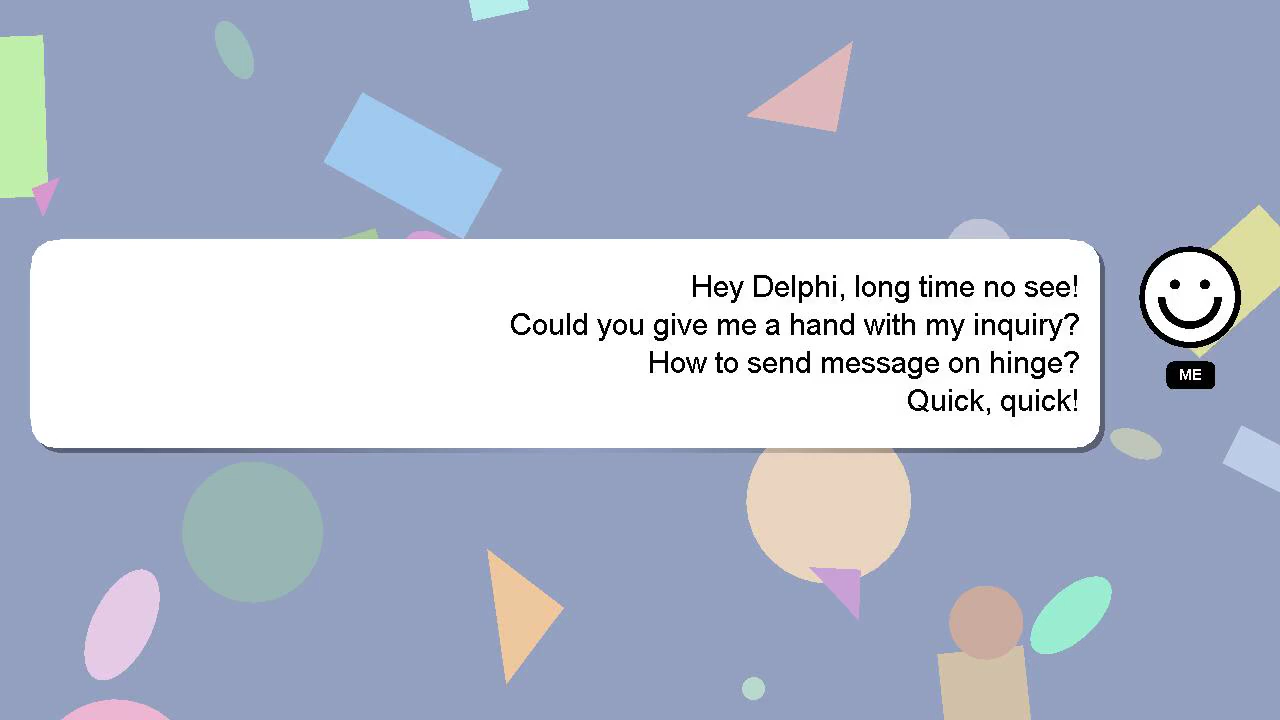 Hey Delphi, long time no see!
Could you give me a hand with my inquiry?
How to send message on hinge?
Quick, quick!
ME